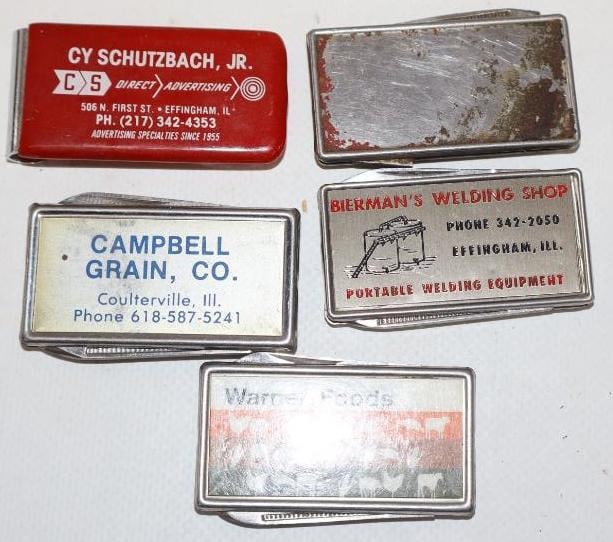 CY SCHUTZBACH, JR.
C S DIRECT ADVERTISING
506 N. FIRST ST. • EFFINGHAM, IL
PH. (217) 342-4353
ADVERTISING SPECIALTIES SINCE 1955
BIERMAN'S WELDING SHOP
PHONE 342-2050
EFFINGHAM, ILL.
PORTABLE WELDING EQUIPMENT
CAMPBELL
GRAIN, CO.
Coulterville, Ill.
Phone 618-587-5241
Warner Foods